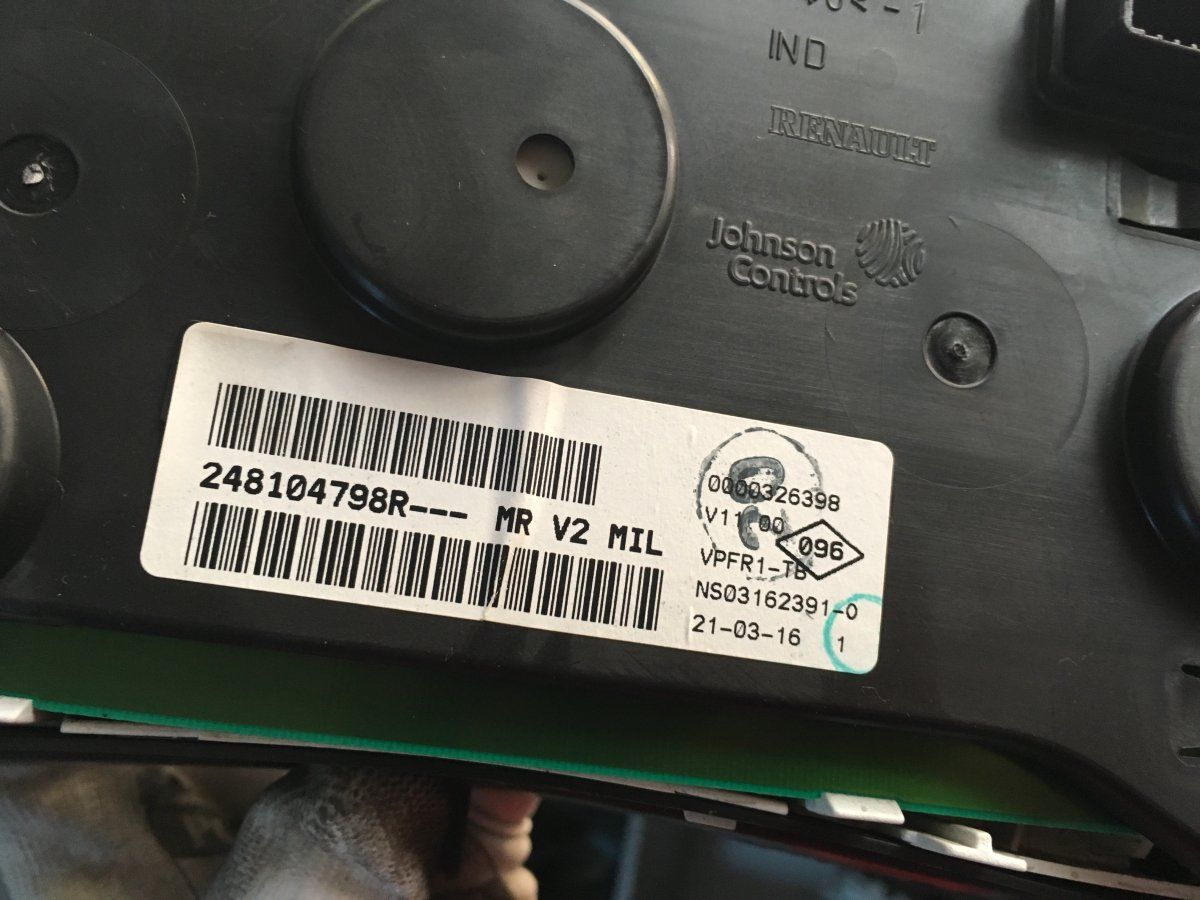 IND
RENAULT
Johnson
Controls
248104798R--- MR V2 MIL
0000326398
V11 00
096
VPFR1-TB
NS03162391-0
21-03-16 1